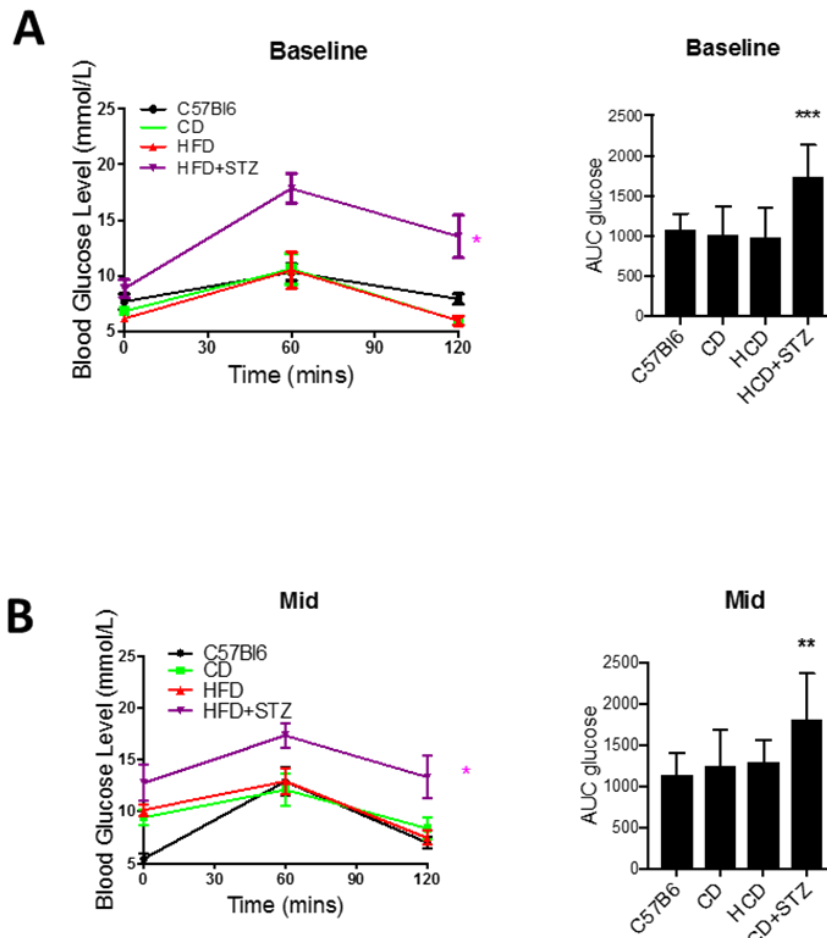 A
Baseline
Blood Glucose Level (mmol/L)
25
20
15
10
5
C57Bl6
CD
HFD
HFD+STZ
*
0
30
60
90
120
Time (mins)
Baseline
AUC glucose
2500
2000
1500
1000
500
0
***
C57Bl6
CD
HCD
HCD+STZ
B
Mid
Blood Glucose Level (mmol/L)
25
20
15
10
5
C57Bl6
CD
HFD
HFD+STZ
*
0
30
60
90
120
Time (mins)
Mid
AUC glucose
2500
2000
1500
1000
500
0
**
C57Bl6
CD
HCD
CD+STZ